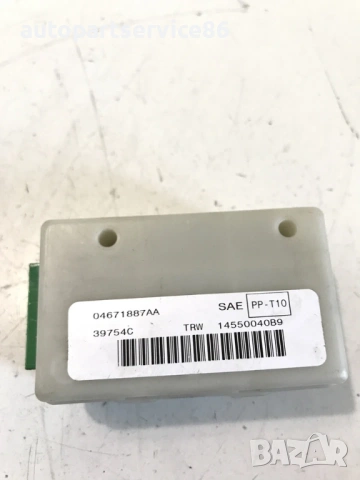 autopartservice86
04671887AA SAE PP-T10
39754C TRW 14550040B9
BAZAR